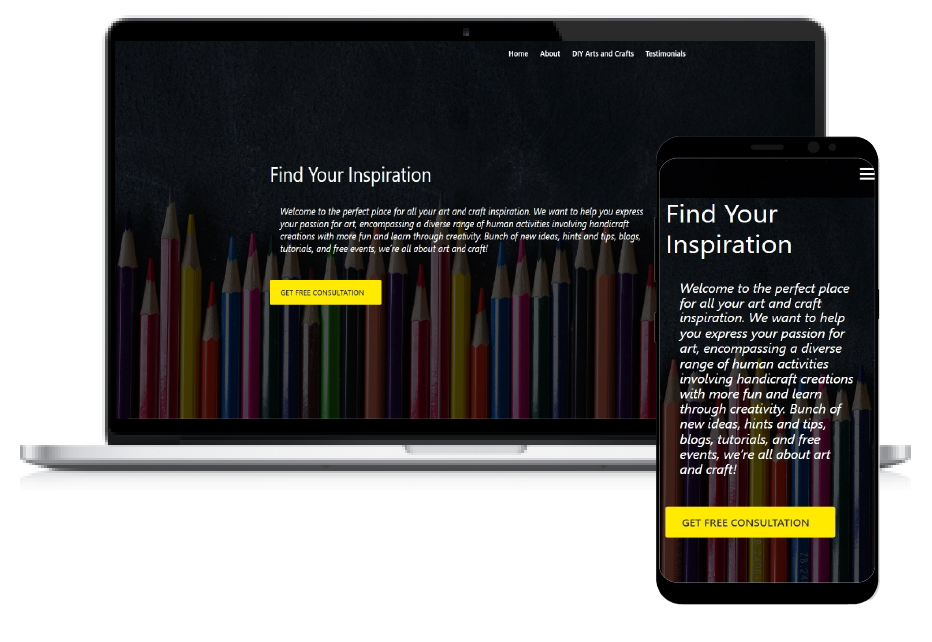 Home About DIY Arts and Crafts Testimonials
Find Your Inspiration
Welcome to the perfect place for all your art and craft inspiration. We want to help you express
your passion for art, encompassing a diverse range of human activities involving handicraft
creations with more fun and learn through creativity. Bunch of new ideas, hints and tips, blogs,
tutorials, and free events, we're all about art and craft!
GET FREE CONSULTATION
Find Your
Inspiration
Welcome to the perfect place
for all your art and craft
inspiration. We want to help
you express your passion for
art, encompassing a diverse
range of human activities
involving handicraft creations
with more fun and learn
through creativity. Bunch of
new ideas, hints and tips,
blogs, tutorials, and free
events, we're all about art
and craft!
GET FREE CONSULTATION